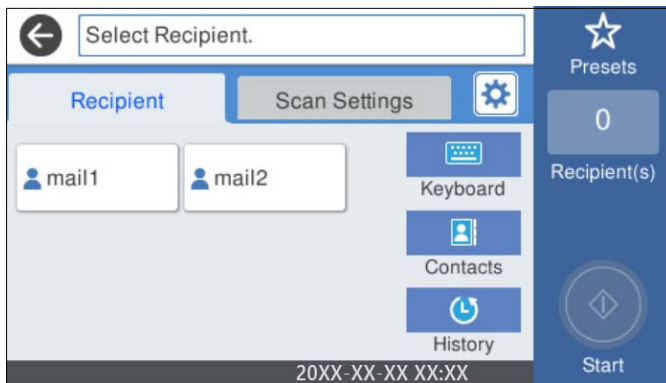 Select Recipient.
Presets
Recipient
Scan Settings
0
Recipient(s)
mail1
mail2
Keyboard
Contacts
History
Start
20XX-XX-XX XX:XX